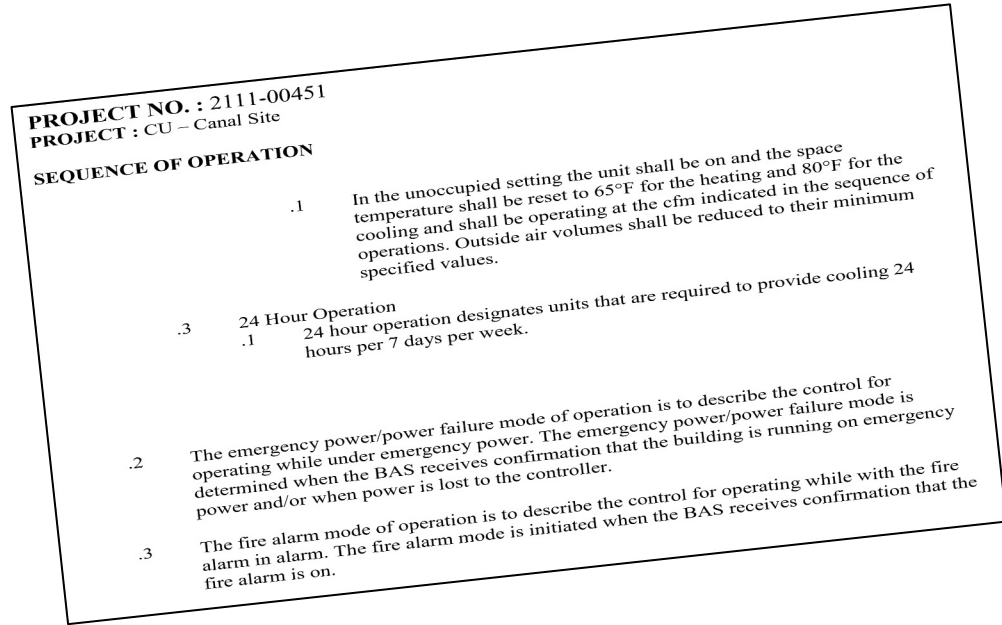 PROJECT NO. : 2111-00451
PROJECT : CU – Canal Site
SEQUENCE OF OPERATION
.1 In the unoccupied setting the unit shall be on and the space
temperature shall be reset to 65°F for the heating and 80°F for the
cooling and shall be operating at the cfm indicated in the sequence of
operations. Outside air volumes shall be reduced to their minimum
specified values.
.3 24 Hour Operation
.1 24 hour operation designates units that are required to provide cooling 24
hours per 7 days per week.
.2 The emergency power/power failure mode of operation is to describe the control for
operating while under emergency power. The emergency power/power failure mode is
determined when the BAS receives confirmation that the building is running on emergency
power and/or when power is lost to the controller.
.3 The fire alarm mode of operation is to describe the control for operating while with the fire
alarm in alarm. The fire alarm mode is initiated when the BAS receives confirmation that the
fire alarm is on.